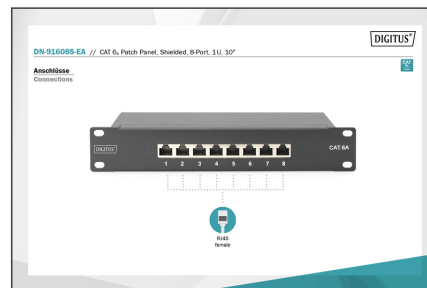 DIGITUS®
DN-91608S-EA // CAT 6A Patch Panel, Shielded, 8-Port, 1U, 10"
CAT
Anschlüsse
Connections
DIGITUS
CAT.6A
1 2 3 4 5 6 7 8
RJ45
female